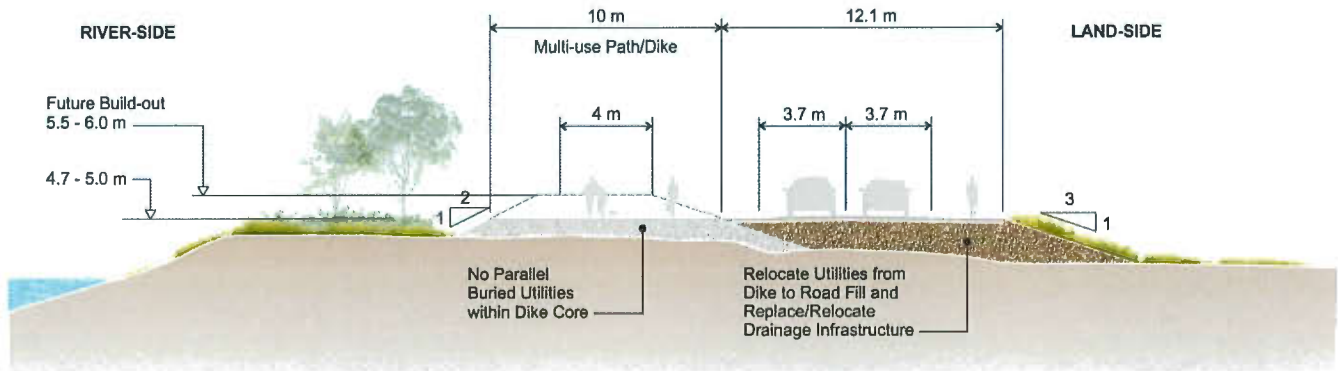 RIVER-SIDE
10 m
12.1 m
LAND-SIDE
Multi-use Path/Dike
Future Build-out
5.5 - 6.0 m
4 m
3.7 m
3.7 m
4.7 - 5.0 m
2
1
3
1
No Parallel
Buried Utilities
within Dike Core
Relocate Utilities from
Dike to Road Fill and
Replace/Relocate
Drainage Infrastructure